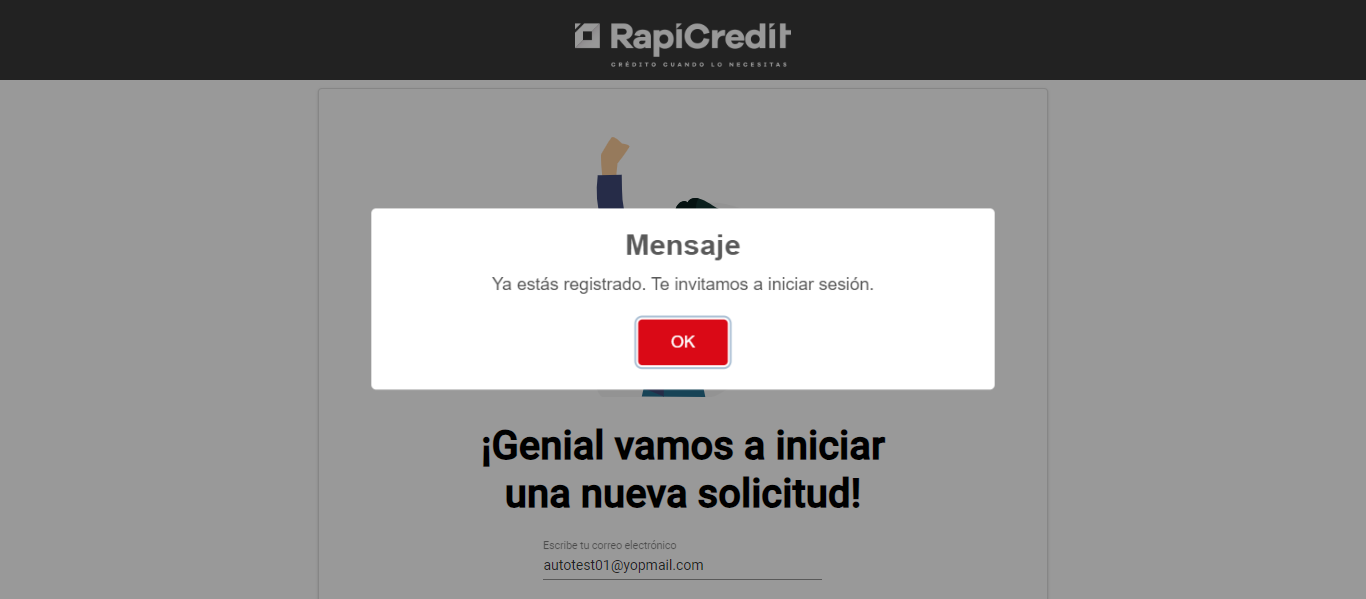 RapiCredit
CRÉDITO CUANDO LO NECESITAS
Mensaje
Ya estás registrado. Te invitamos a iniciar sesión.
OK
¡Genial vamos a iniciar
una nueva solicitud!
Escribe tu correo electrónico
autotest01@yopmail.com